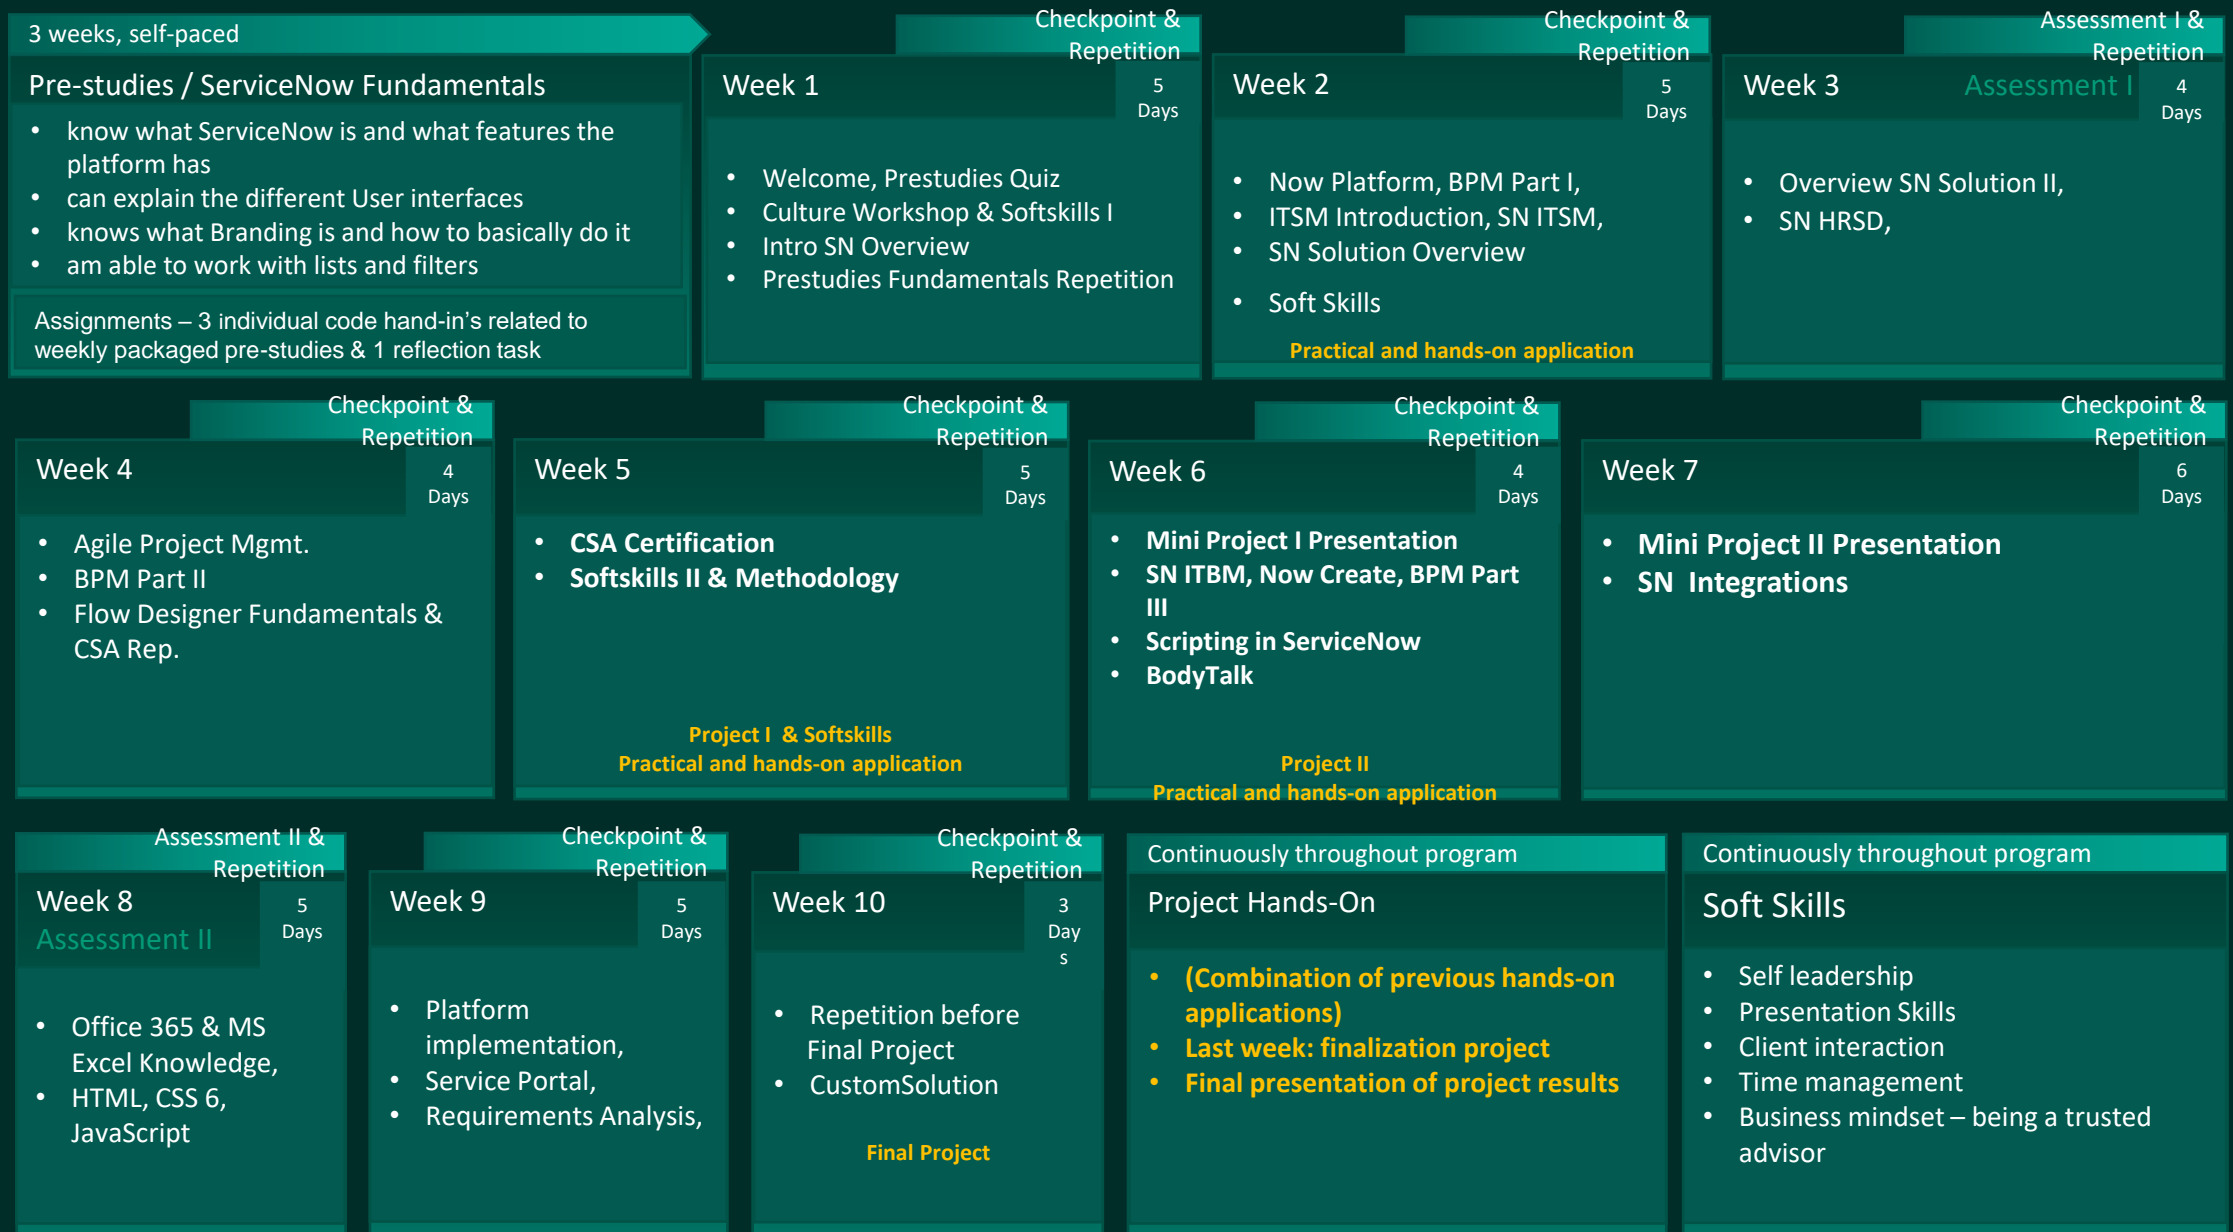 3 weeks, self-paced
Pre-studies / ServiceNow Fundamentals
• know what ServiceNow is and what features the
platform has
• can explain the different User interfaces
• knows what Branding is and how to basically do it
• am able to work with lists and filters
Assignments – 3 individual code hand-in's related to
weekly packaged pre-studies & 1 reflection task
Checkpoint &
Repetition
Week 1
5
Days
• Welcome, Prestudies Quiz
• Culture Workshop & Softskills I
• Intro SN Overview
• Prestudies Fundamentals Repetition
Checkpoint &
Repetition
Week 2
5
Days
• Now Platform, BPM Part I,
• ITSM Introduction, SN ITSM,
• SN Solution Overview
• Soft Skills
Practical and hands-on application
Assessment I &
Repetition
Week 3
Assessment I
4
Days
• Overview SN Solution II,
• SN HRSD,
Checkpoint &
Repetition
Week 4
4
Days
• Agile Project Mgmt.
• BPM Part II
• Flow Designer Fundamentals &
CSA Rep.
Checkpoint &
Repetition
Week 5
5
Days
• CSA Certification
• Softskills II & Methodology
Project I & Softskills
Practical and hands-on application
Checkpoint &
Repetition
Week 6
4
Days
• Mini Project I Presentation
• SN ITBM, Now Create, BPM Part
III
• Scripting in ServiceNow
• BodyTalk
Project II
Practical and hands-on application
Checkpoint &
Repetition
Week 7
6
Days
• Mini Project II Presentation
• SN Integrations
Assessment II &
Repetition
Week 8
Assessment II
5
Days
• Office 365 & MS
Excel Knowledge,
• HTML, CSS 6,
JavaScript
Checkpoint &
Repetition
Week 9
5
Days
• Platform
implementation,
• Service Portal,
• Requirements Analysis,
Checkpoint &
Repetition
Week 10
3
Day
s
• Repetition before
Final Project
• CustomSolution
Final Project
Continuously throughout program
Project Hands-On
• (Combination of previous hands-on
applications)
• Last week: finalization project
• Final presentation of project results
Continuously throughout program
Soft Skills
• Self leadership
• Presentation Skills
• Client interaction
• Time management
• Business mindset – being a trusted
advisor